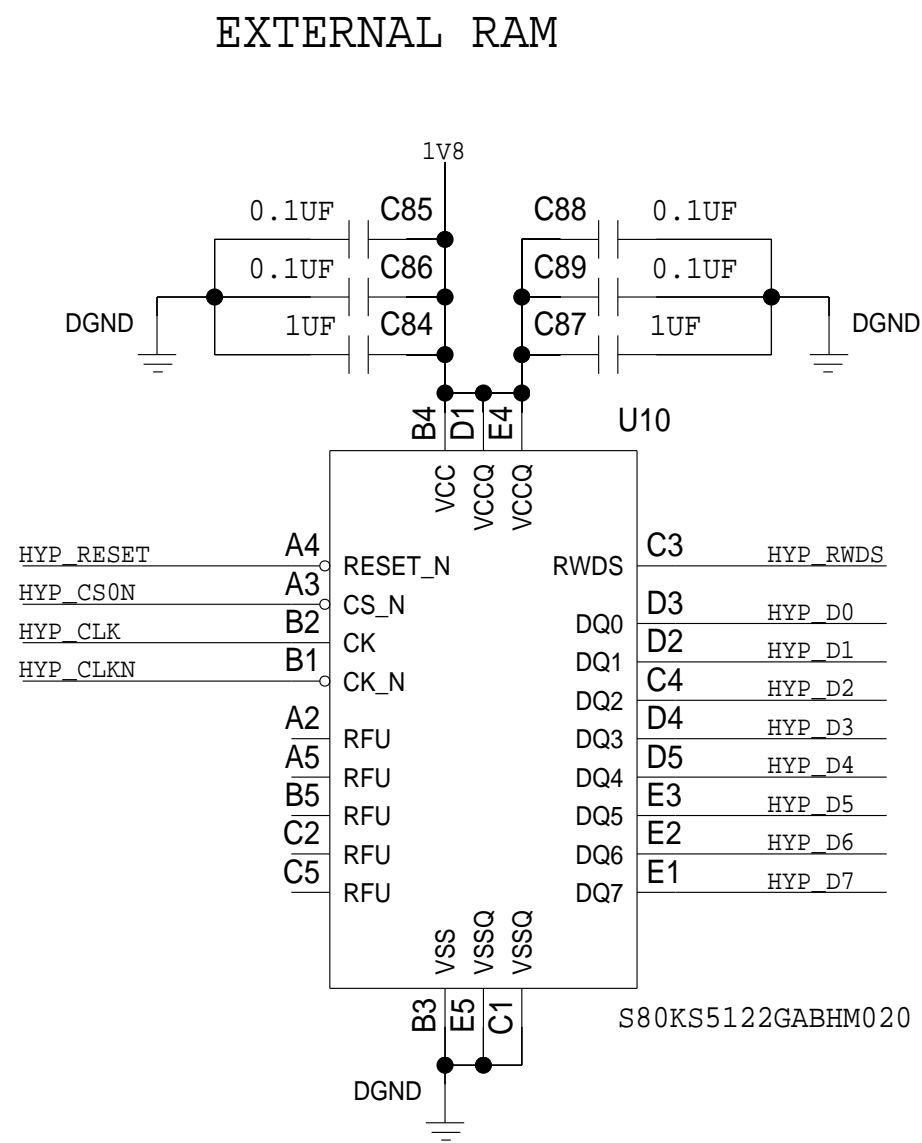 EXTERNAL RAM
1V8
0.1UF C85 C88 0.1UF
0.1UF C86 C89 0.1UF
DGND 1UF C84 C87 1UF DGND
B4 D1 E4 U10
VCC VCCQ VCCQ
HYP_RESET A4 RESET_N RWDS C3 HYP_RWDS
HYP_CS0N A3 CS_N DQ0 D3 HYP_D0
HYP_CLK B2 CK DQ1 D2 HYP_D1
HYP_CLKN B1 CK_N DQ2 C4 HYP_D2
A2 RFU DQ3 D4 HYP_D3
A5 RFU DQ4 D5 HYP_D4
B5 RFU DQ5 E3 HYP_D5
C2 RFU DQ6 E2 HYP_D6
C5 RFU DQ7 E1 HYP_D7
VSS VSSQ VSSQ
B3 E5 C1 S80KS5122GABHM020
DGND